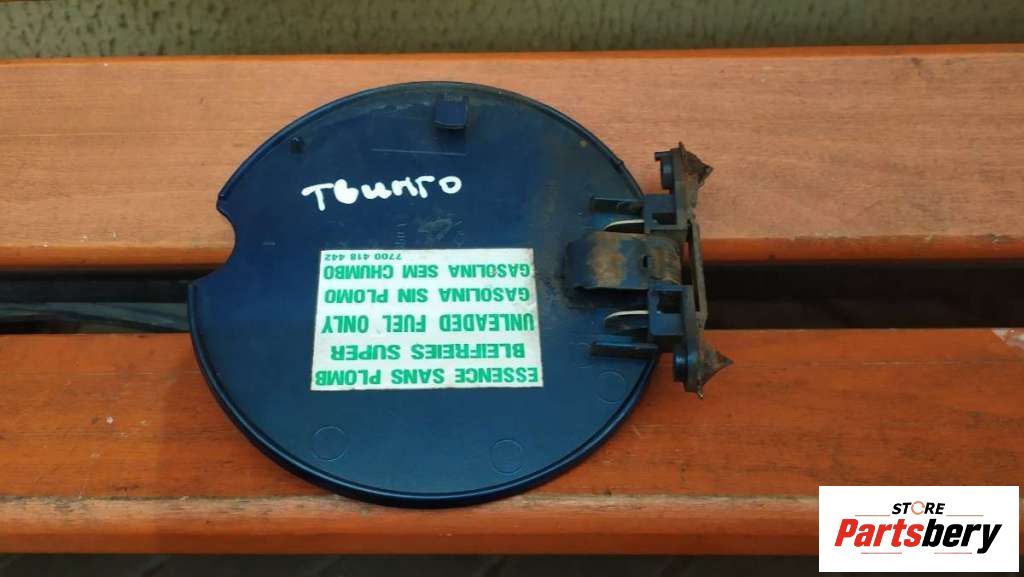 Твинго
ESSENCE SANS PLOMB
BLEIFREIES SUPER
UNLEADED FUEL ONLY
GASOLINA SIN PLOMO
GASOLINA SEM CHUMBO
7700 418 442
STORE
Partsbery